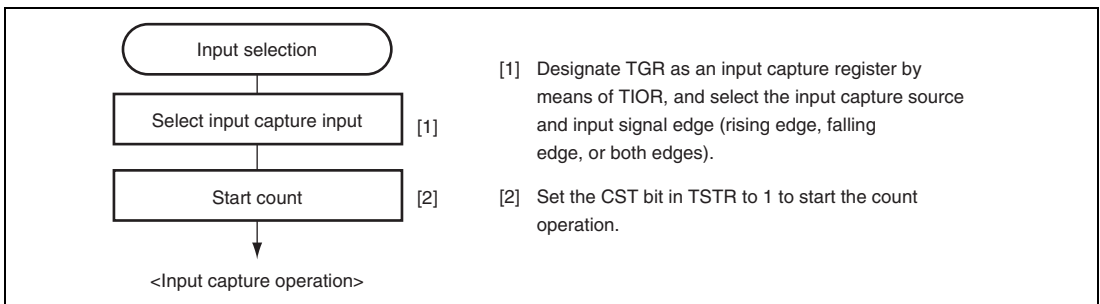 Input selection
Select input capture input
[1]
Start count
[2]
<Input capture operation>
[1] Designate TGR as an input capture register by
means of TIOR, and select the input capture source
and input signal edge (rising edge, falling
edge, or both edges).
[2] Set the CST bit in TSTR to 1 to start the count
operation.